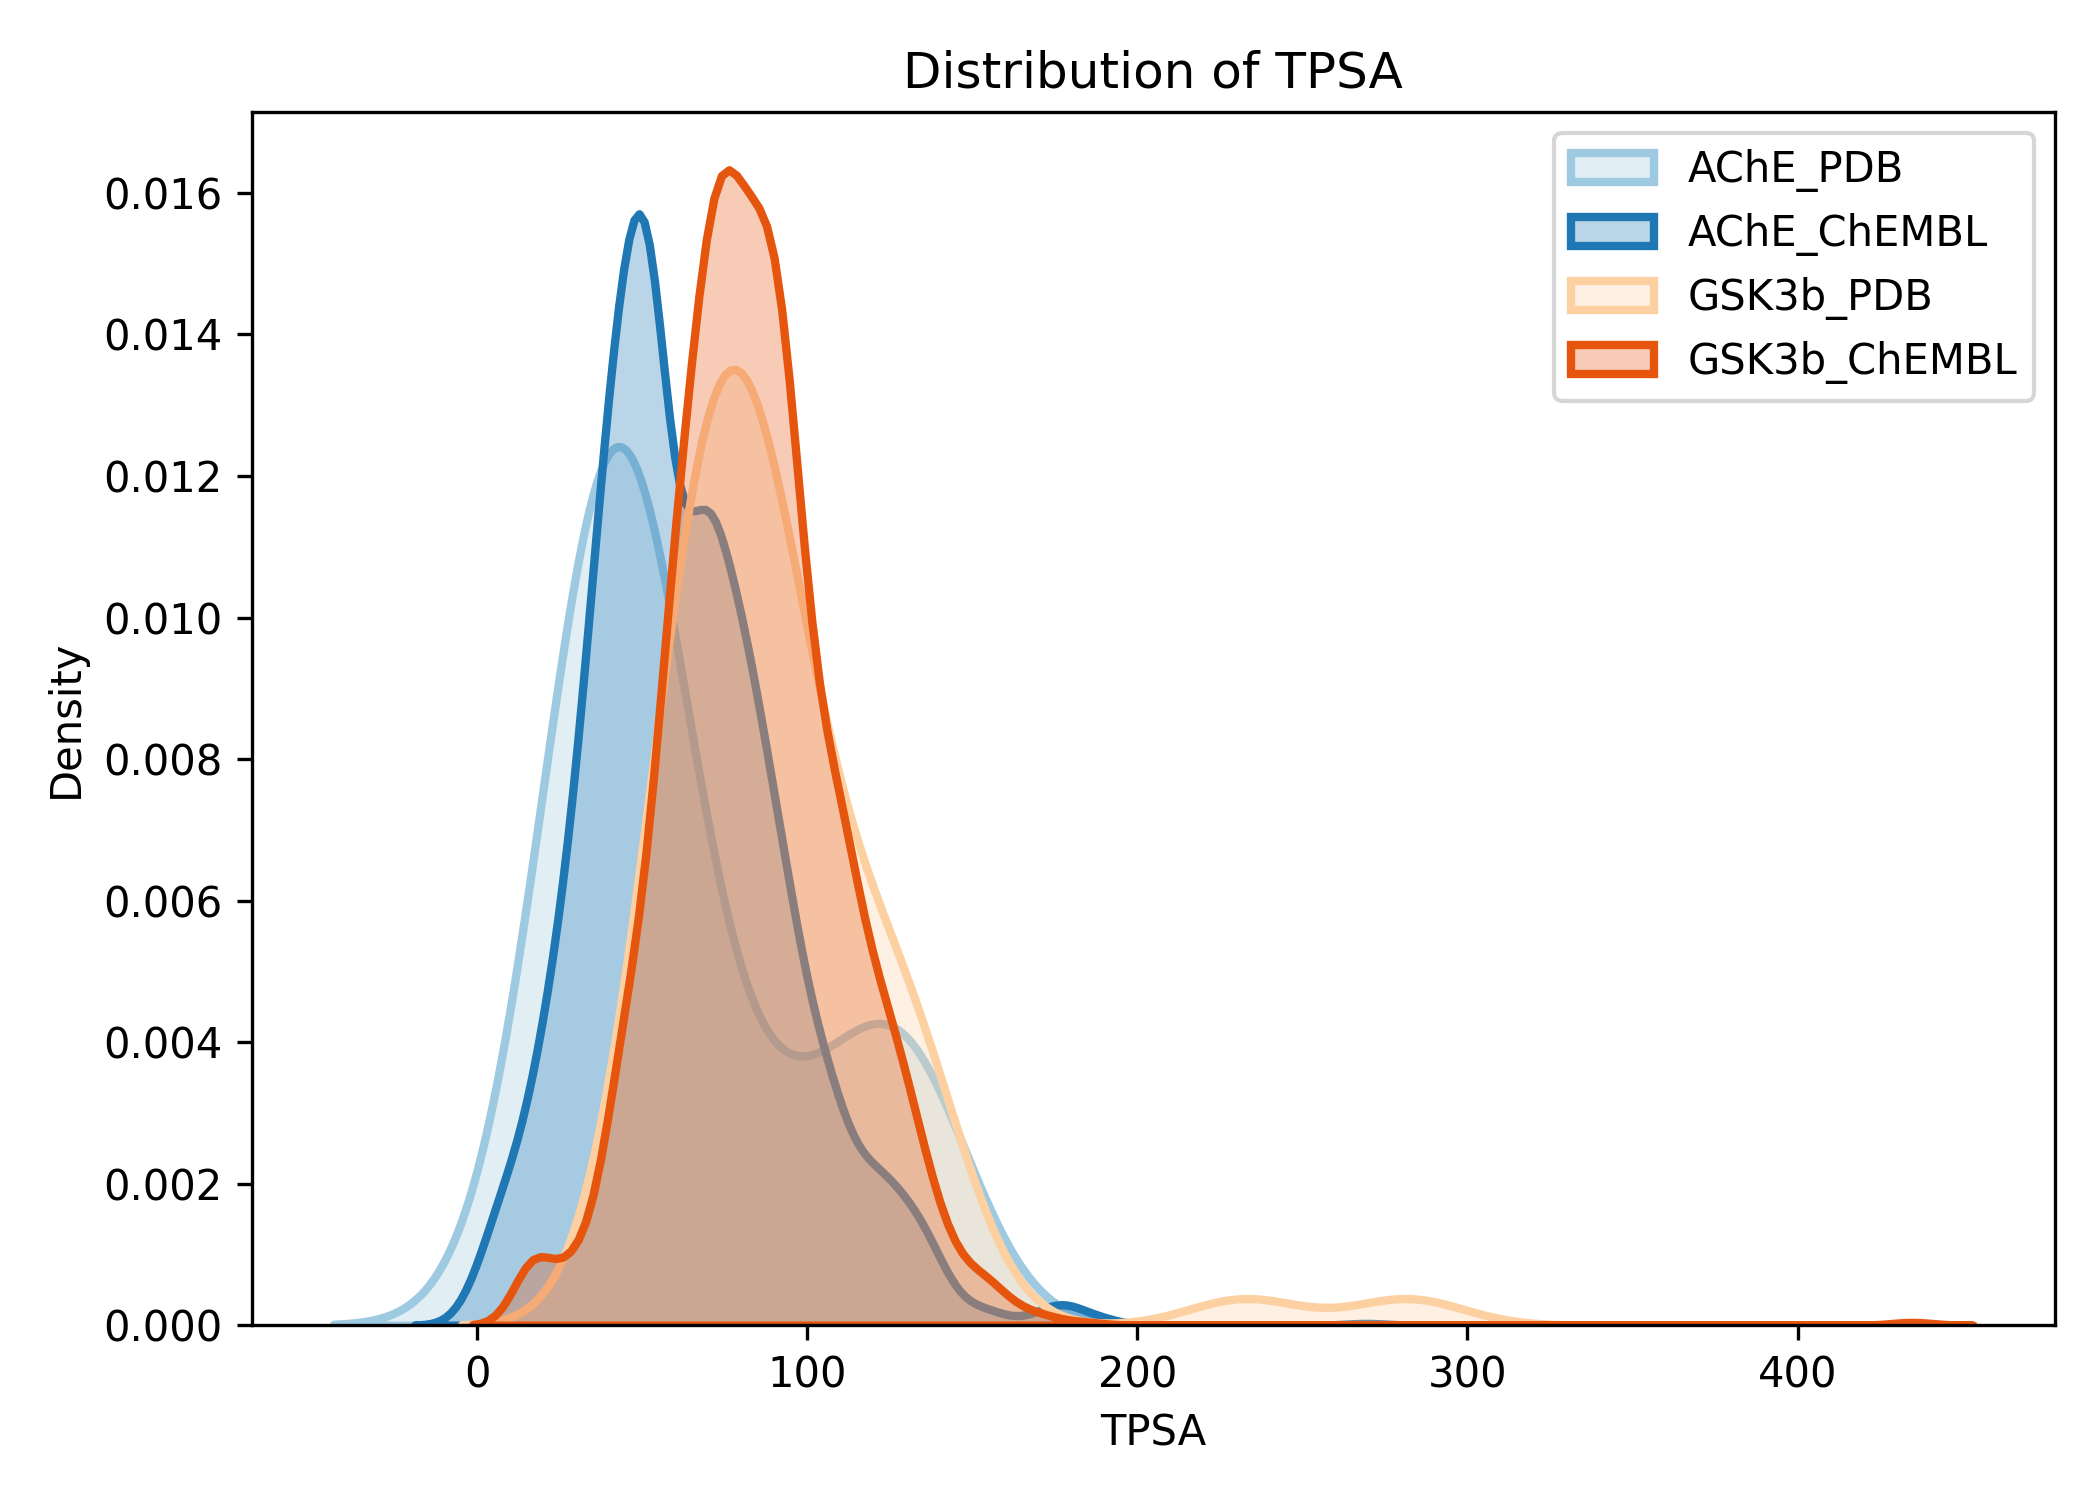 Distribution of TPSA
AChE_PDB
AChE_ChEMBL
GSK3b_PDB
GSK3b_ChEMBL
0.016
0.014
0.012
0.010
0.008
0.006
0.004
0.002
0.000
Density
0 100 200 300 400
TPSA